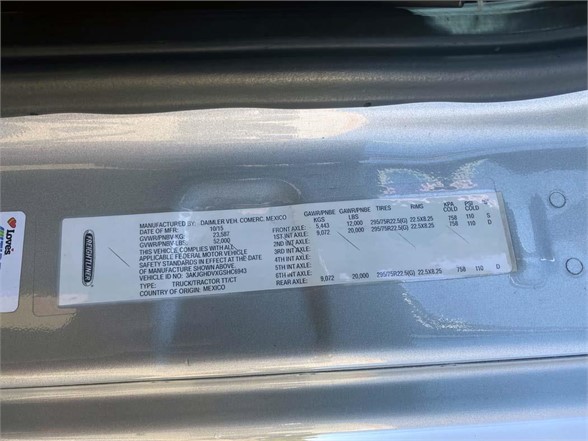 FREIGHTLINER
MANUFACTURED BY: DAIMLER VEH. COMERC. MEXICO
DATE OF MFR: 10/15
GVWR/PNBV-KG: 23,587
GVWR/PNBV-LBS: 52,000
THIS VEHICLE COMPLIES WITH ALL
APPLICABLE FEDERAL MOTOR VEHICLE
SAFETY STANDARDS IN EFFECT AT THE DATE
OF MANUFACTURE SHOWN ABOVE.
VEHICLE ID NO:
TYPE: TRUCK/TRACTOR TT/CT
COUNTRY OF ORIGIN: MEXICO
GAWR/PNBE GAWR/PNBE TIRES RIMS KPA PSI
KGS LBS COLD COLD
FRONT AXLE: 5,443 12,000 295/75R22.5(G) 22.5X8.25 758 110 S
1ST INT AXLE: 9,072 20,000 295/75R22.5(G) 22.5X8.25 758 110 D
2ND INT AXLE:
3RD INT AXLE:
4TH INT AXLE:
5TH INT AXLE:
6TH INT AXLE:
REAR AXLE: 9,072 20,000 295/75R22.5(G) 22.5X8.25 758 110 D
Love's